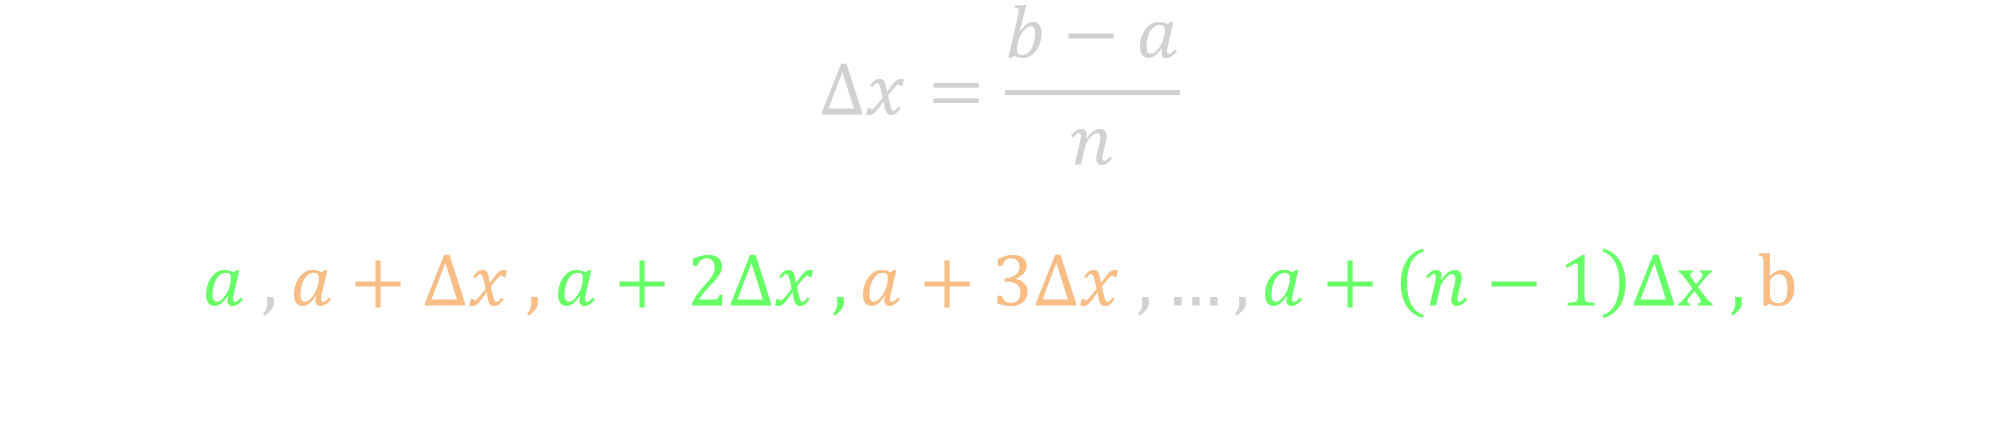 Δx = (b − a) / n
a , a + Δx , a + 2Δx , a + 3Δx , ... , a + (n − 1)Δx , b